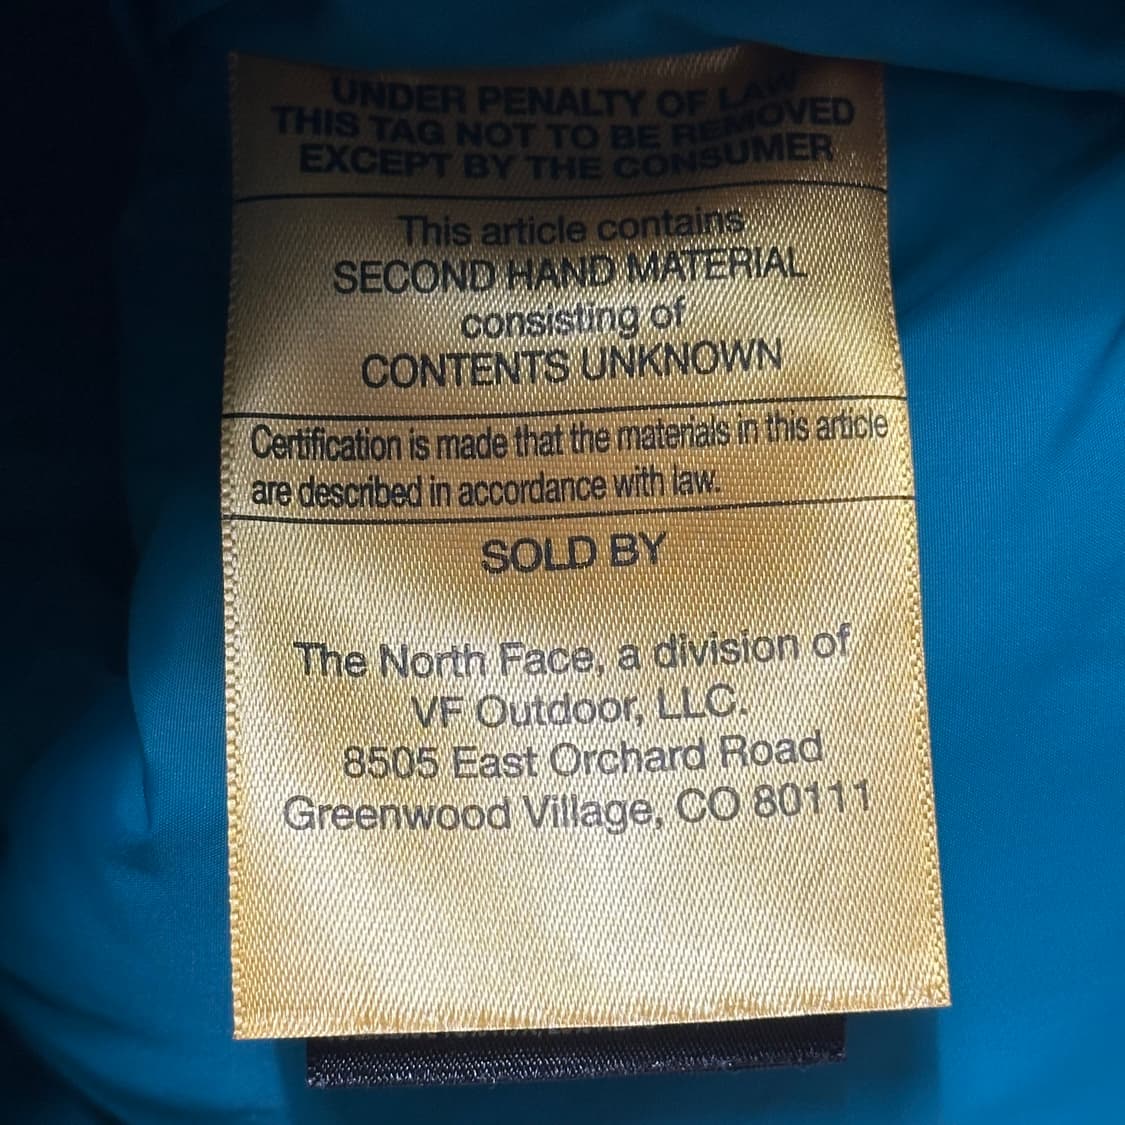 UNDER PENALTY OF LAW
THIS TAG NOT TO BE REMOVED
EXCEPT BY THE CONSUMER
This article contains
SECOND HAND MATERIAL
consisting of
CONTENTS UNKNOWN
Certification is made that the materials in this article
are described in accordance with law.
SOLD BY
The North Face, a division of
VF Outdoor, LLC.
8505 East Orchard Road
Greenwood Village, CO 80111